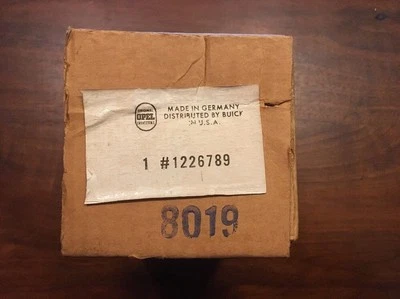 OPEL
MADE IN GERMANY
DISTRIBUTED BY BUICK
IN U.S.A.
1 #1226789
8019